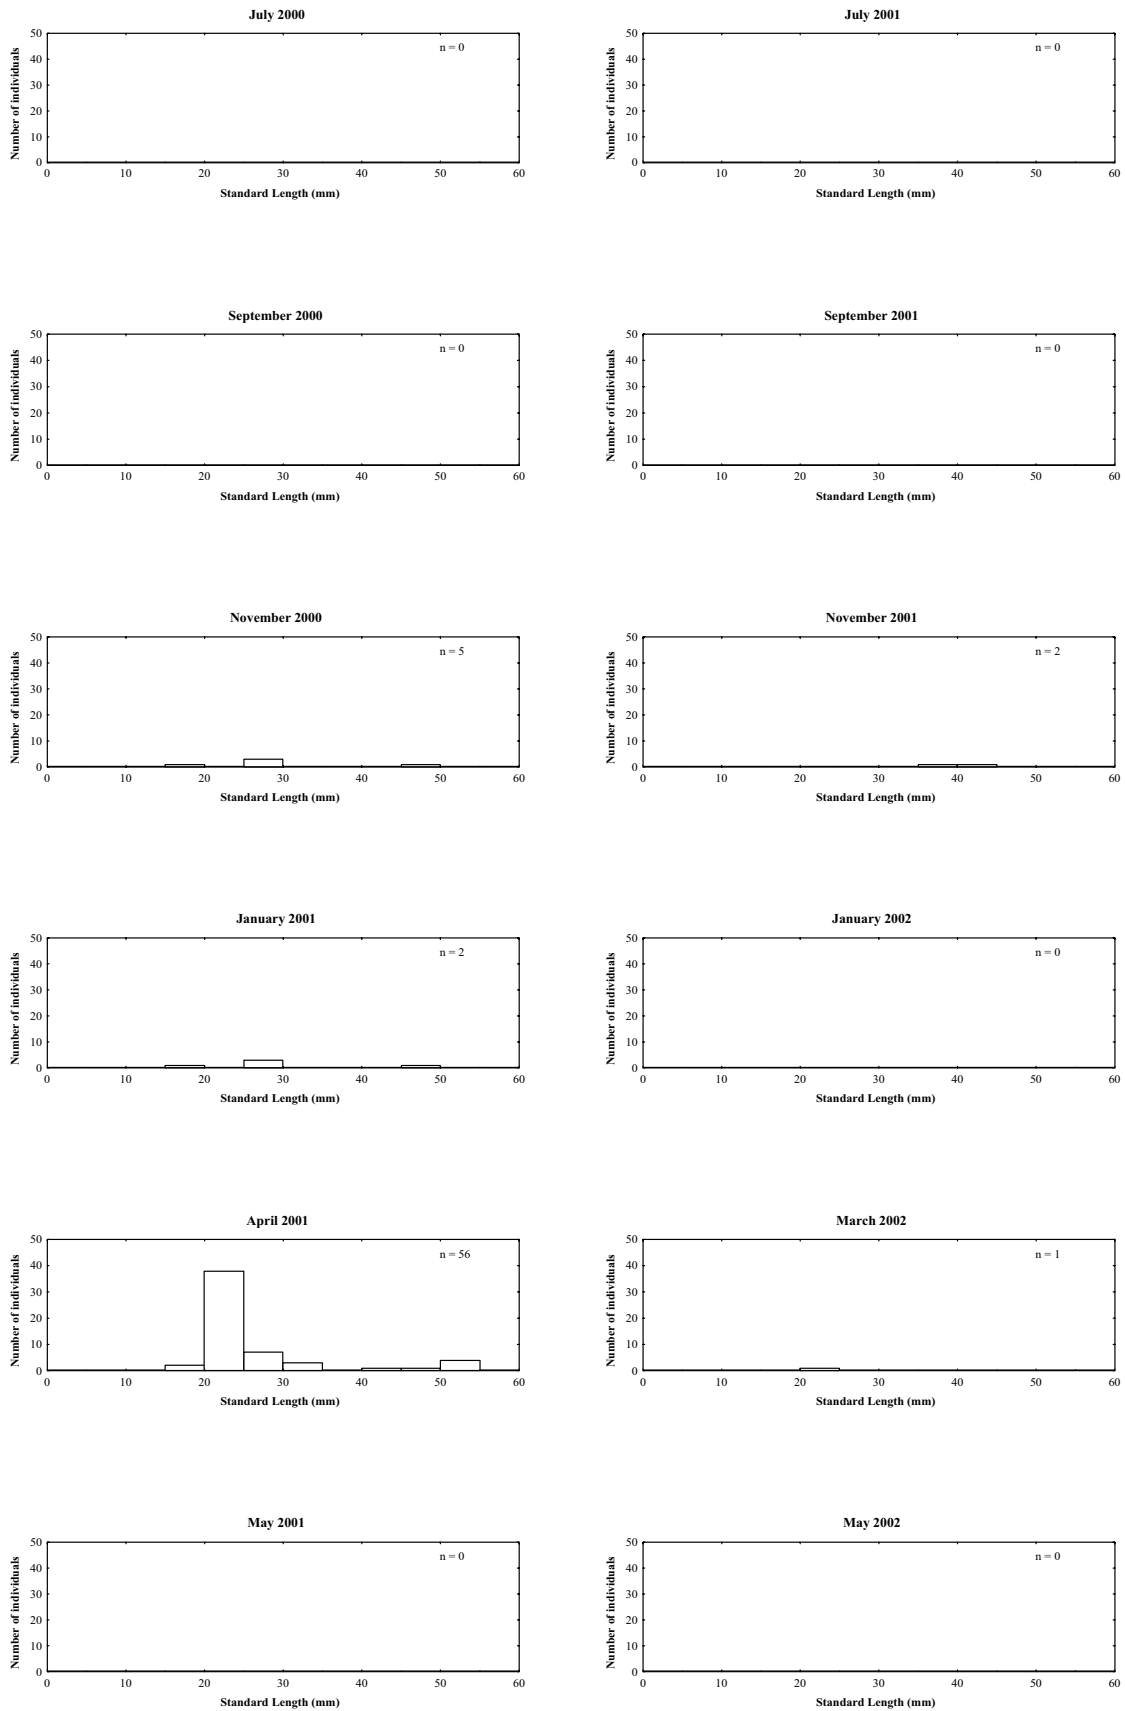 July 2000
50
n = 0
40
30
20
10
0
Number of individuals
0 10 20 30 40 50 60
Standard Length (mm)
July 2001
50
n = 0
40
30
20
10
0
Number of individuals
0 10 20 30 40 50 60
Standard Length (mm)
September 2000
50
n = 0
40
30
20
10
0
Number of individuals
0 10 20 30 40 50 60
Standard Length (mm)
September 2001
50
n = 0
40
30
20
10
0
Number of individuals
0 10 20 30 40 50 60
Standard Length (mm)
November 2000
50
n = 5
40
30
20
10
0
Number of individuals
0 10 20 30 40 50 60
Standard Length (mm)
November 2001
50
n = 2
40
30
20
10
0
Number of individuals
0 10 20 30 40 50 60
Standard Length (mm)
January 2001
50
n = 2
40
30
20
10
0
Number of individuals
0 10 20 30 40 50 60
Standard Length (mm)
January 2002
50
n = 0
40
30
20
10
0
Number of individuals
0 10 20 30 40 50 60
Standard Length (mm)
April 2001
50
n = 56
40
30
20
10
0
Number of individuals
0 10 20 30 40 50 60
Standard Length (mm)
March 2002
50
n = 1
40
30
20
10
0
Number of individuals
0 10 20 30 40 50 60
Standard Length (mm)
May 2001
50
n = 0
40
30
20
10
0
Number of individuals
0 10 20 30 40 50 60
Standard Length (mm)
May 2002
50
n = 0
40
30
20
10
0
Number of individuals
0 10 20 30 40 50 60
Standard Length (mm)